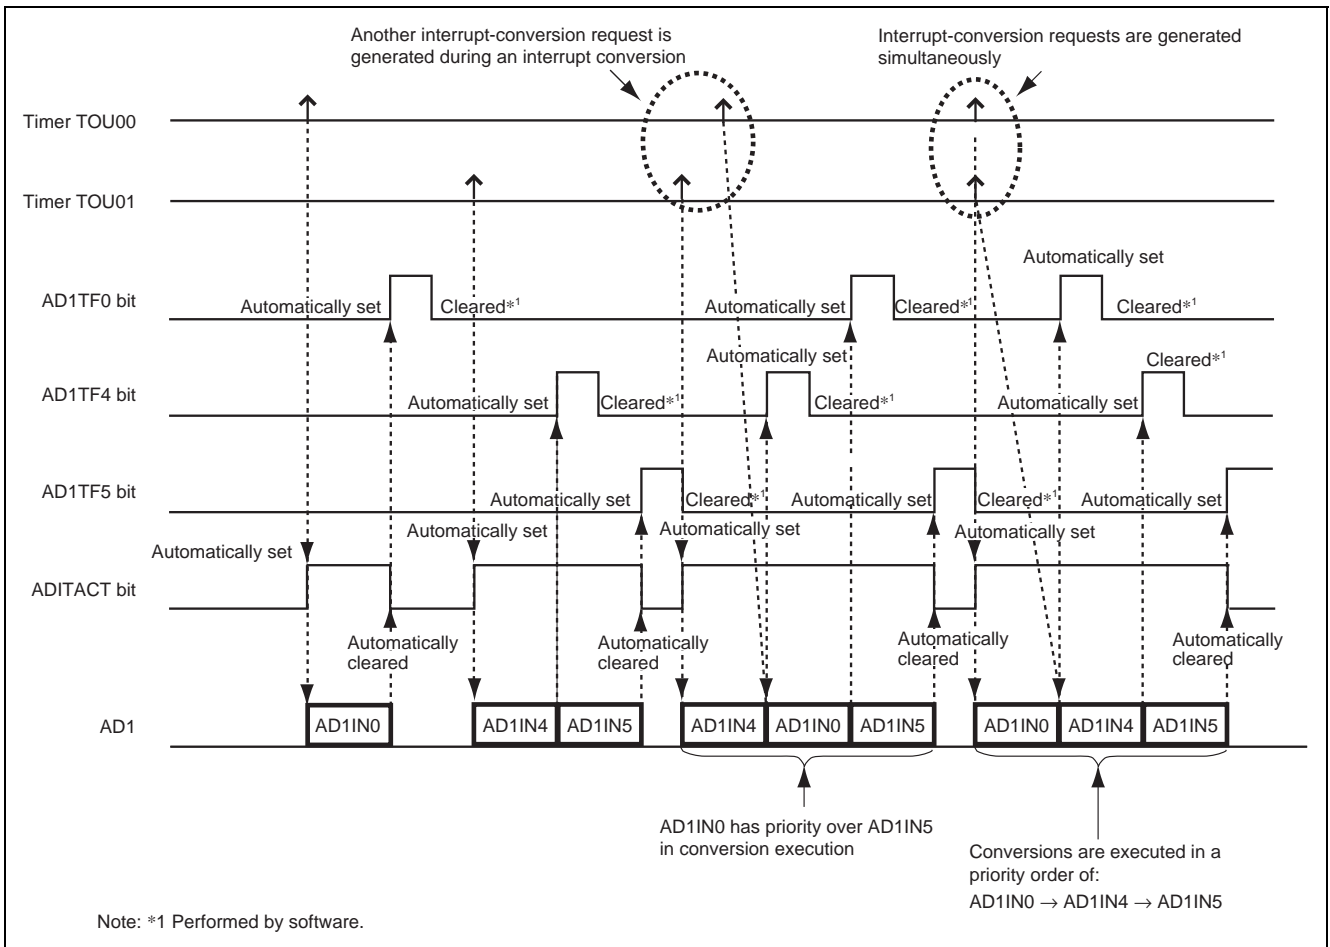 Another interrupt-conversion request is
generated during an interrupt conversion
Interrupt-conversion requests are generated
simultaneously
Timer TOU00
Timer TOU01
Automatically set
AD1TF0 bit
Automatically set
Cleared*1
Automatically set
Cleared*1
Cleared*1
Automatically set
Cleared*1
AD1TF4 bit
Automatically set
Cleared*1
Cleared*1
Automatically set
AD1TF5 bit
Automatically set
Cleared*1
Automatically set
Cleared*1
Automatically set
Automatically set
Automatically set
Automatically set
Automatically set
ADITACT bit
Automatically
cleared
Automatically
cleared
Automatically
cleared
Automatically
cleared
AD1
AD1IN0
AD1IN4
AD1IN5
AD1IN4
AD1IN0
AD1IN5
AD1IN0
AD1IN4
AD1IN5
AD1IN0 has priority over AD1IN5
in conversion execution
Conversions are executed in a
priority order of:
AD1IN0 → AD1IN4 → AD1IN5
Note: *1 Performed by software.